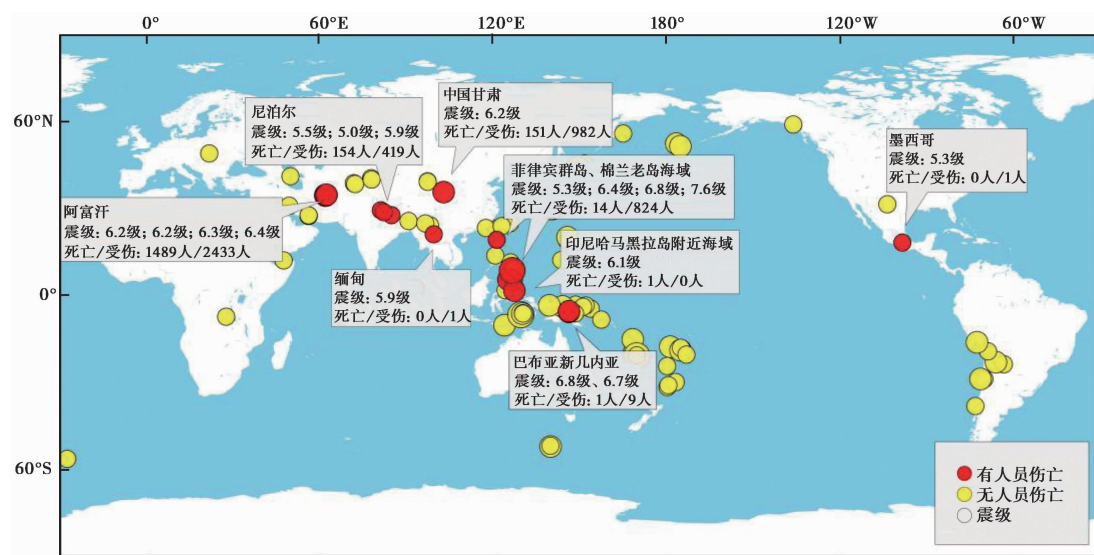 0°
60°E
120°E
180°
120°W
60°W
60°N
0°
60°S
中国甘肃
震级: 6.2级
死亡/受伤: 151人/982人
尼泊尔
震级: 5.5级; 5.0级; 5.9级
死亡/受伤: 154人/419人
墨西哥
震级: 5.3级
死亡/受伤: 0人/1人
菲律宾群岛、棉兰老岛海域
震级: 5.3级; 6.4级; 6.8级; 7.6级
死亡/受伤: 14人/824人
阿富汗
震级: 6.2级; 6.2级; 6.3级; 6.4级
死亡/受伤: 1489人/2433人
印尼哈马黑拉岛附近海域
震级: 6.1级
死亡/受伤: 1人/0人
缅甸
震级: 5.9级
死亡/受伤: 0人/1人
巴布亚新几内亚
震级: 6.8级、6.7级
死亡/受伤: 1人/9人
有人员伤亡
无人员伤亡
震级